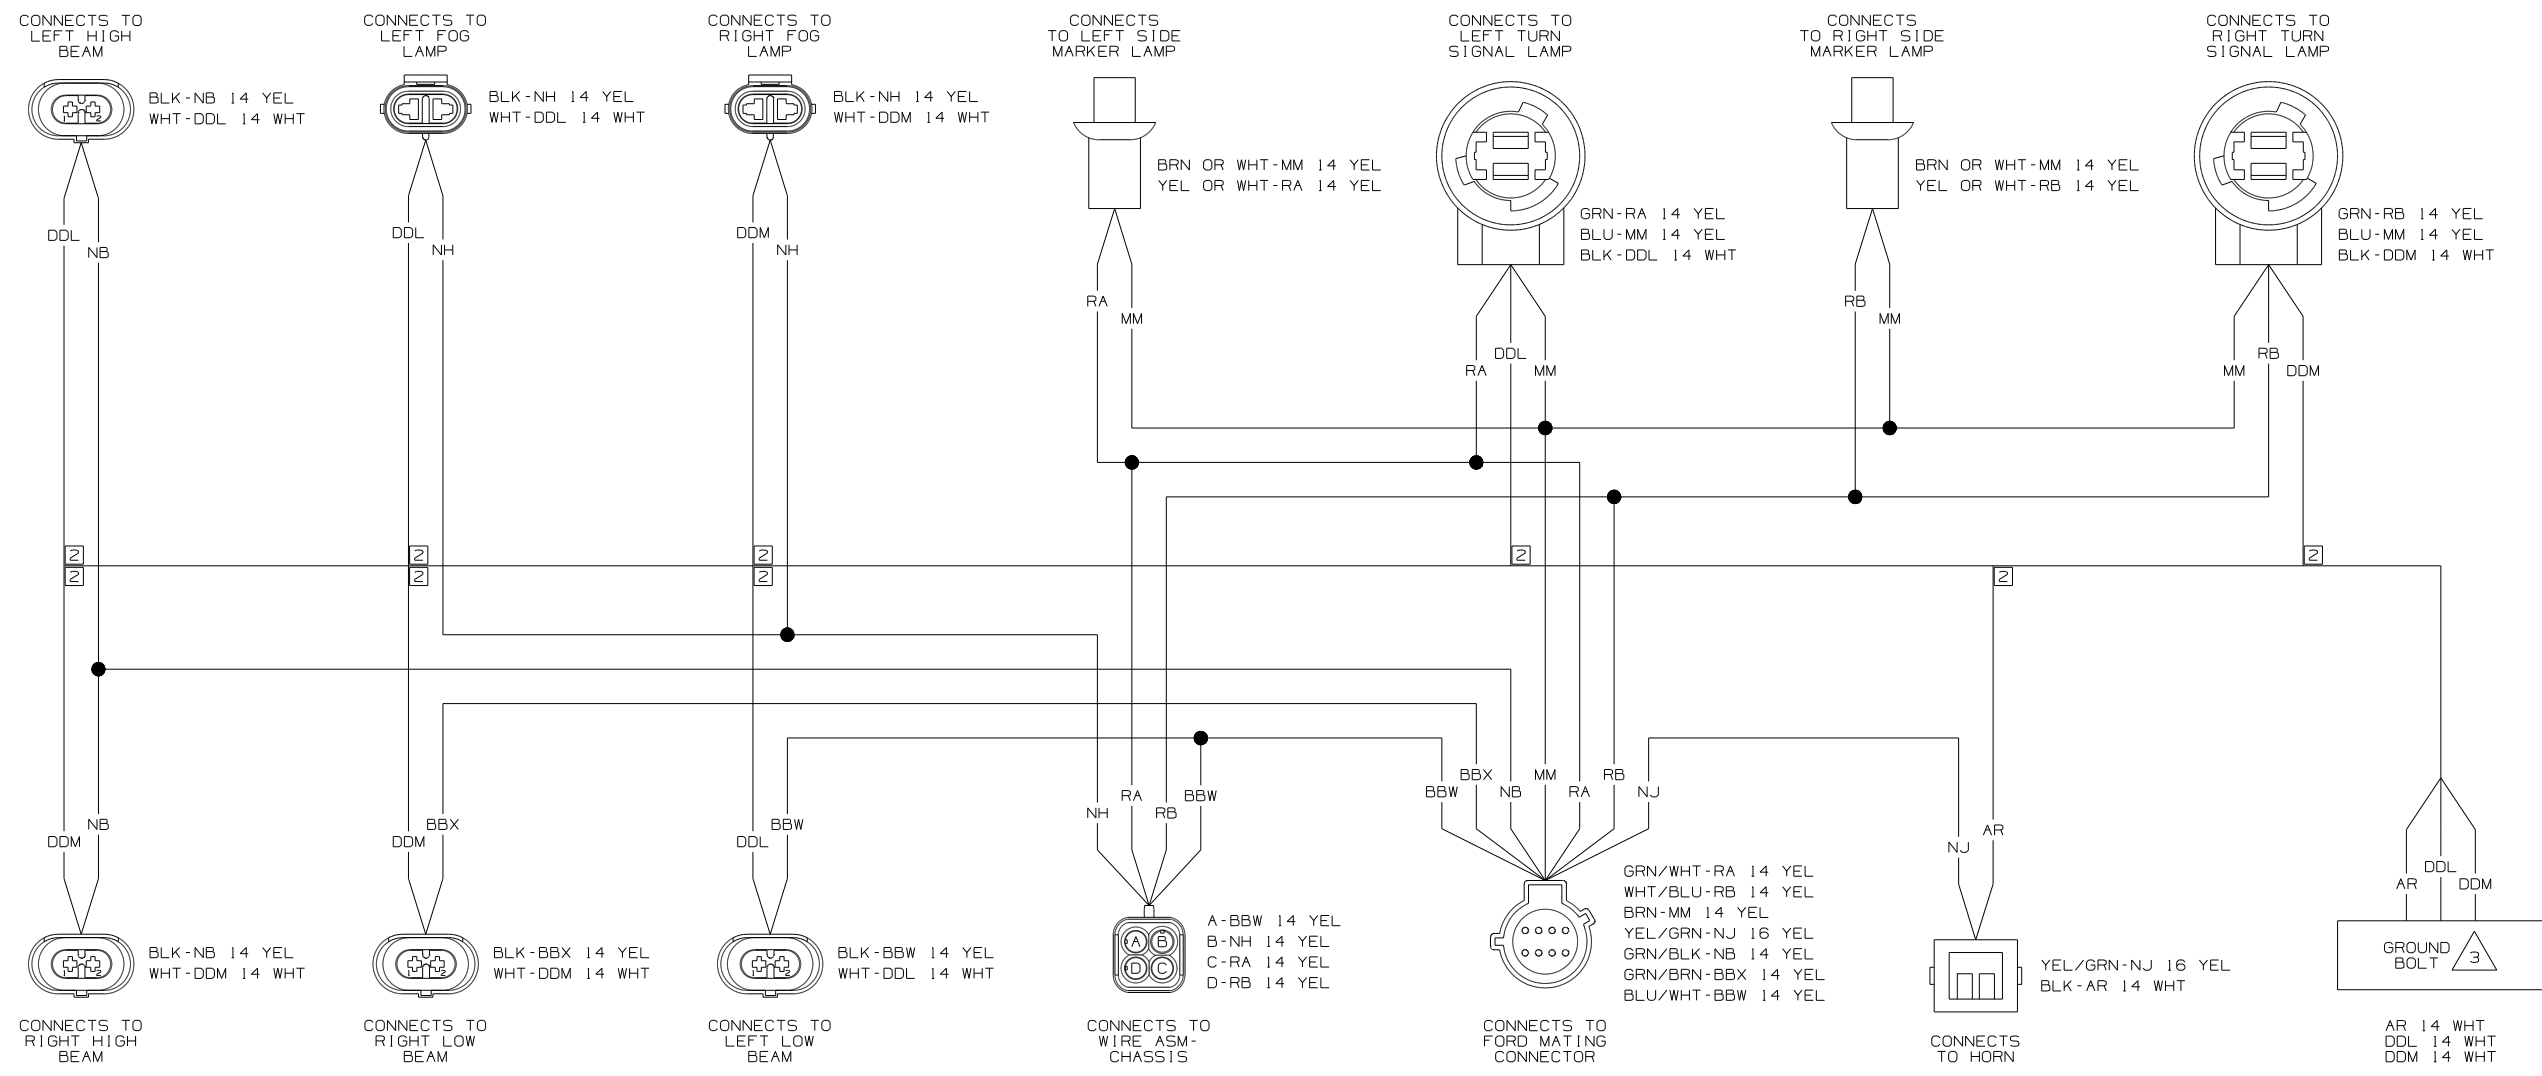 CONNECTS TO
LEFT HIGH
BEAM
BLK-NB 14 YEL
WHT-DDL 14 WHT
CONNECTS TO
LEFT FOG
LAMP
BLK-NH 14 YEL
WHT-DDL 14 WHT
CONNECTS TO
RIGHT FOG
LAMP
BLK-NH 14 YEL
WHT-DDM 14 WHT
CONNECTS
TO LEFT SIDE
MARKER LAMP
BRN OR WHT-MM 14 YEL
YEL OR WHT-RA 14 YEL
CONNECTS TO
LEFT TURN
SIGNAL LAMP
GRN-RA 14 YEL
BLU-MM 14 YEL
BLK-DDL 14 WHT
CONNECTS
TO RIGHT SIDE
MARKER LAMP
BRN OR WHT-MM 14 YEL
YEL OR WHT-RB 14 YEL
CONNECTS TO
RIGHT TURN
SIGNAL LAMP
GRN-RB 14 YEL
BLU-MM 14 YEL
BLK-DDM 14 WHT
DDL
NB
DDL
NH
DDM
NH
RA
MM
RA
DDL
MM
RB
MM
MM
RB
DDM
2
2
2
2
2
2
2
2
2
DDM
NB
DDM
BBX
DDL
BBW
NH
RA
RB
BBW
BBW
BBX
NB
MM
RA
RB
NJ
NJ
AR
AR
DDL
DDM
1 2
BLK-NB 14 YEL
WHT-DDM 14 WHT
CONNECTS TO
RIGHT HIGH
BEAM
1 2
BLK-BBX 14 YEL
WHT-DDM 14 WHT
CONNECTS TO
RIGHT LOW
BEAM
1 2
BLK-BBW 14 YEL
WHT-DDL 14 WHT
CONNECTS TO
LEFT LOW
BEAM
A B
D C
A-BBW 14 YEL
B-NH 14 YEL
C-RA 14 YEL
D-RB 14 YEL
CONNECTS TO
WIRE ASM-
CHASSIS
GRN/WHT-RA 14 YEL
WHT/BLU-RB 14 YEL
BRN-MM 14 YEL
YEL/GRN-NJ 16 YEL
GRN/BLK-NB 14 YEL
GRN/BRN-BBX 14 YEL
BLU/WHT-BBW 14 YEL
CONNECTS TO
FORD MATING
CONNECTOR
YEL/GRN-NJ 16 YEL
BLK-AR 14 WHT
CONNECTS
TO HORN
GROUND
BOLT
3
AR 14 WHT
DDL 14 WHT
DDM 14 WHT